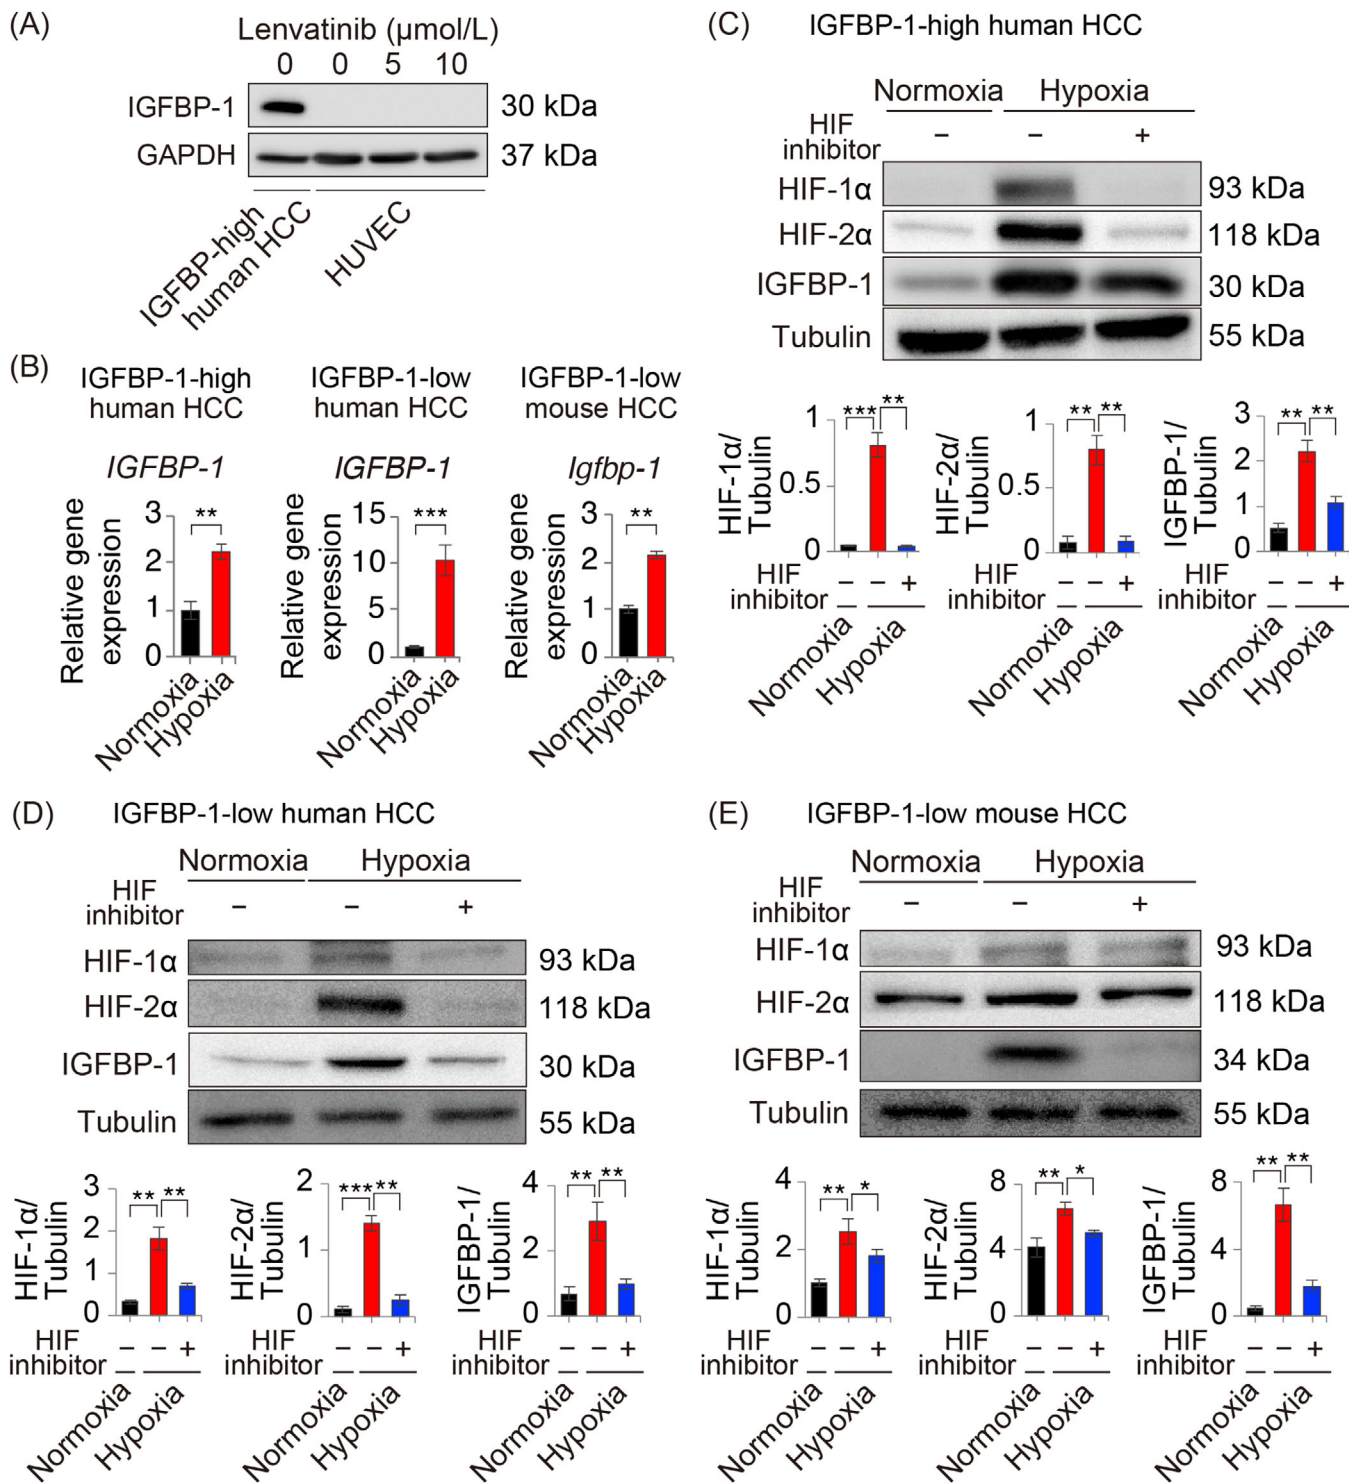 (A)
Lenvatinib (μmol/L)
0 0 5 10
IGFBP-1 30 kDa
GAPDH 37 kDa
IGFBP-high
human HCC
HUVEC
(B)
IGFBP-1-high
human HCC
IGFBP-1
Relative gene
expression
3
2
1
0
**
Normoxia
Hypoxia
IGFBP-1-low
human HCC
IGFBP-1
Relative gene
expression
15
10
5
0
***
Normoxia
Hypoxia
IGFBP-1-low
mouse HCC
Igfbp-1
Relative gene
expression
3
2
1
0
**
Normoxia
Hypoxia
(C) IGFBP-1-high human HCC
Normoxia Hypoxia
HIF
inhibitor − − +
HIF-1α 93 kDa
HIF-2α 118 kDa
IGFBP-1 30 kDa
Tubulin 55 kDa
HIF-1α/
Tubulin
1
0.5
0
*** **
HIF
inhibitor − − +
Normoxia
Hypoxia
HIF-2α/
Tubulin
1
0.5
0
** **
HIF
inhibitor − − +
Normoxia
Hypoxia
IGFBP-1/
Tubulin
3
2
1
0
** **
HIF
inhibitor − − +
Normoxia
Hypoxia
(D) IGFBP-1-low human HCC
Normoxia Hypoxia
HIF
inhibitor − − +
HIF-1α 93 kDa
HIF-2α 118 kDa
IGFBP-1 30 kDa
Tubulin 55 kDa
HIF-1α/
Tubulin
3
2
1
0
** **
HIF
inhibitor − − +
Normoxia
Hypoxia
HIF-2α/
Tubulin
2
1
0
*** **
HIF
inhibitor − − +
Normoxia
Hypoxia
IGFBP-1/
Tubulin
4
2
0
** **
HIF
inhibitor − − +
Normoxia
Hypoxia
(E) IGFBP-1-low mouse HCC
Normoxia Hypoxia
HIF
inhibitor − − +
HIF-1α 93 kDa
HIF-2α 118 kDa
IGFBP-1 34 kDa
Tubulin 55 kDa
HIF-1α/
Tubulin
4
2
0
** *
HIF
inhibitor − − +
Normoxia
Hypoxia
HIF-2α/
Tubulin
8
4
0
** *
HIF
inhibitor − − +
Normoxia
Hypoxia
IGFBP-1/
Tubulin
8
4
0
** **
HIF
inhibitor − − +
Normoxia
Hypoxia